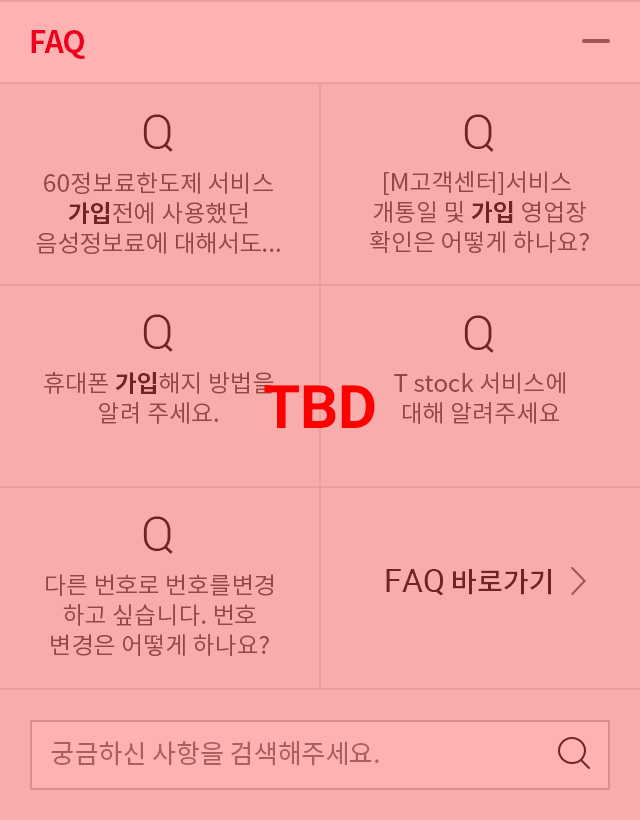 FAQ
Q
60정보료한도제 서비스
가입전에 사용했던
음성정보료에 대해서도...
Q
[M고객센터]서비스
개통일 및 가입 영업장
확인은 어떻게 하나요?
Q
휴대폰 가입해지 방법을
알려 주세요.
Q
T stock 서비스에
대해 알려주세요
TBD
Q
다른 번호로 번호를변경
하고 싶습니다. 번호
변경은 어떻게 하나요?
FAQ 바로가기
궁금하신 사항을 검색해주세요.